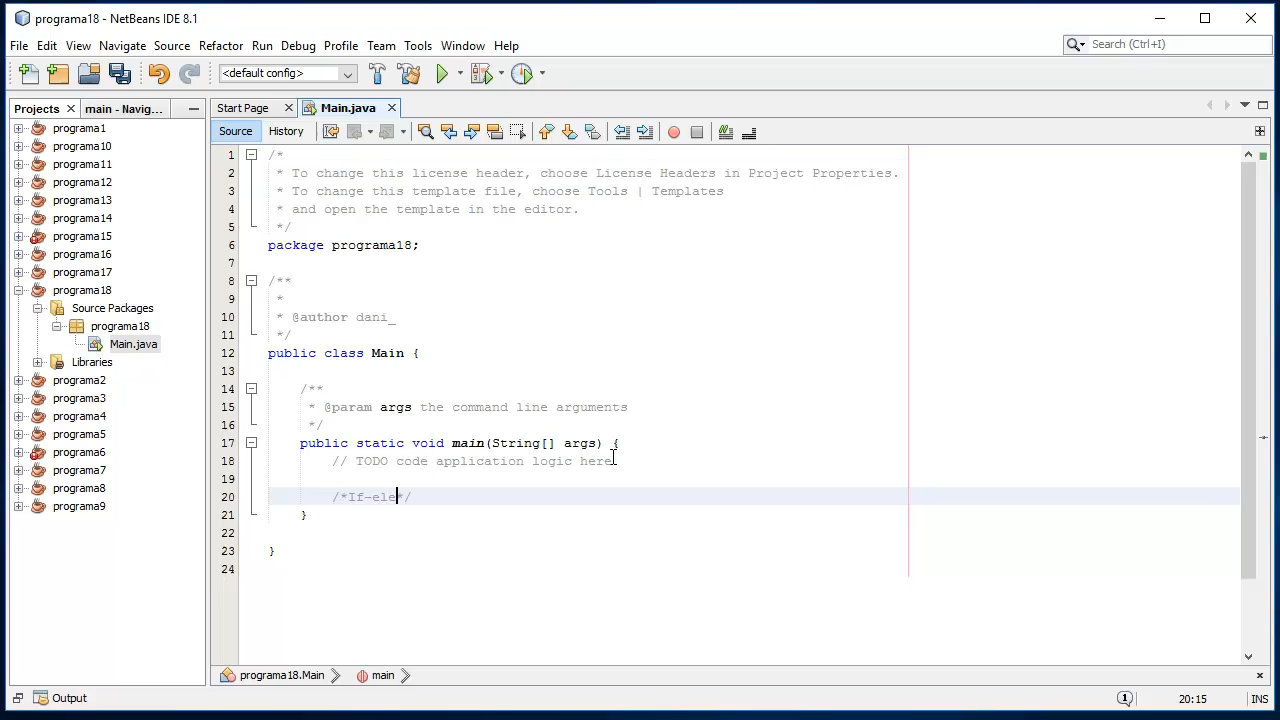 programa18 - NetBeans IDE 8.1
File Edit View Navigate Source Refactor Run Debug Profile Team Tools Window Help
Search (Ctrl+I)
<default config>
Projects
main - Navig...
Start Page
Main.java
Source History
programa1
programa10
programa11
programa12
programa13
programa14
programa15
programa16
programa17
programa18
Source Packages
programa18
Main.java
Libraries
programa2
programa3
programa4
programa5
programa6
programa7
programa8
programa9
1 /*
2 * To change this license header, choose License Headers in Project Properties.
3 * To change this template file, choose Tools | Templates
4 * and open the template in the editor.
5 */
6 package programa18;
7
8 /**
9 *
10 * @author dani_
11 */
12 public class Main {
13
14 /**
15 * @param args the command line arguments
16 */
17 public static void main(String[] args) {
18 // TODO code application logic here
19
20 /*If-ele*/
21 }
22
23 }
24
programa18.Main
main
Output
1
20:15
INS